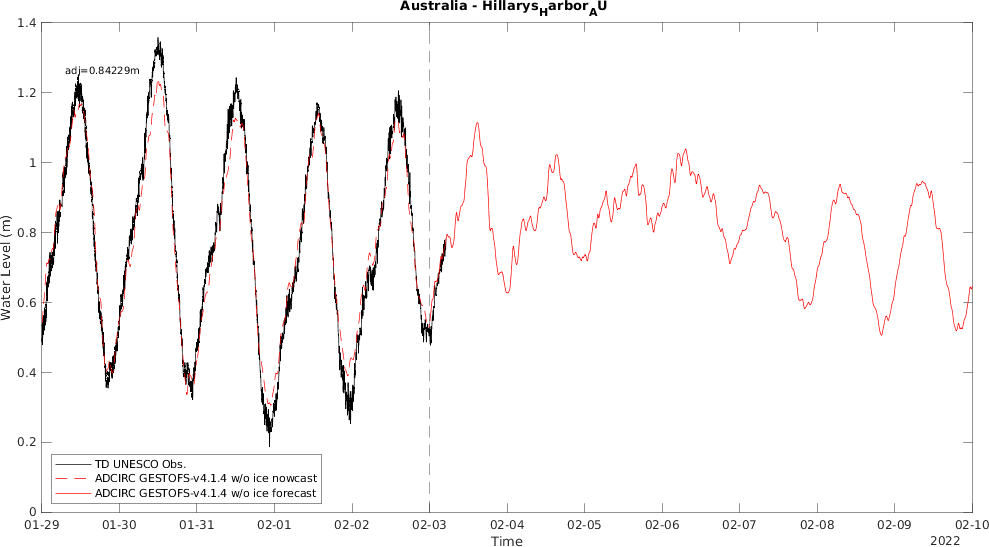 Australia - HillarysHarborAU
1.4
1.2
1
0.8
0.6
0.4
0.2
0
Water Level (m)
adj=0.84229m
TD UNESCO Obs.
ADCIRC GESTOFS-v4.1.4 w/o ice nowcast
ADCIRC GESTOFS-v4.1.4 w/o ice forecast
01-29 01-30 01-31 02-01 02-02 02-03 02-04 02-05 02-06 02-07 02-08 02-09 02-10
Time
2022